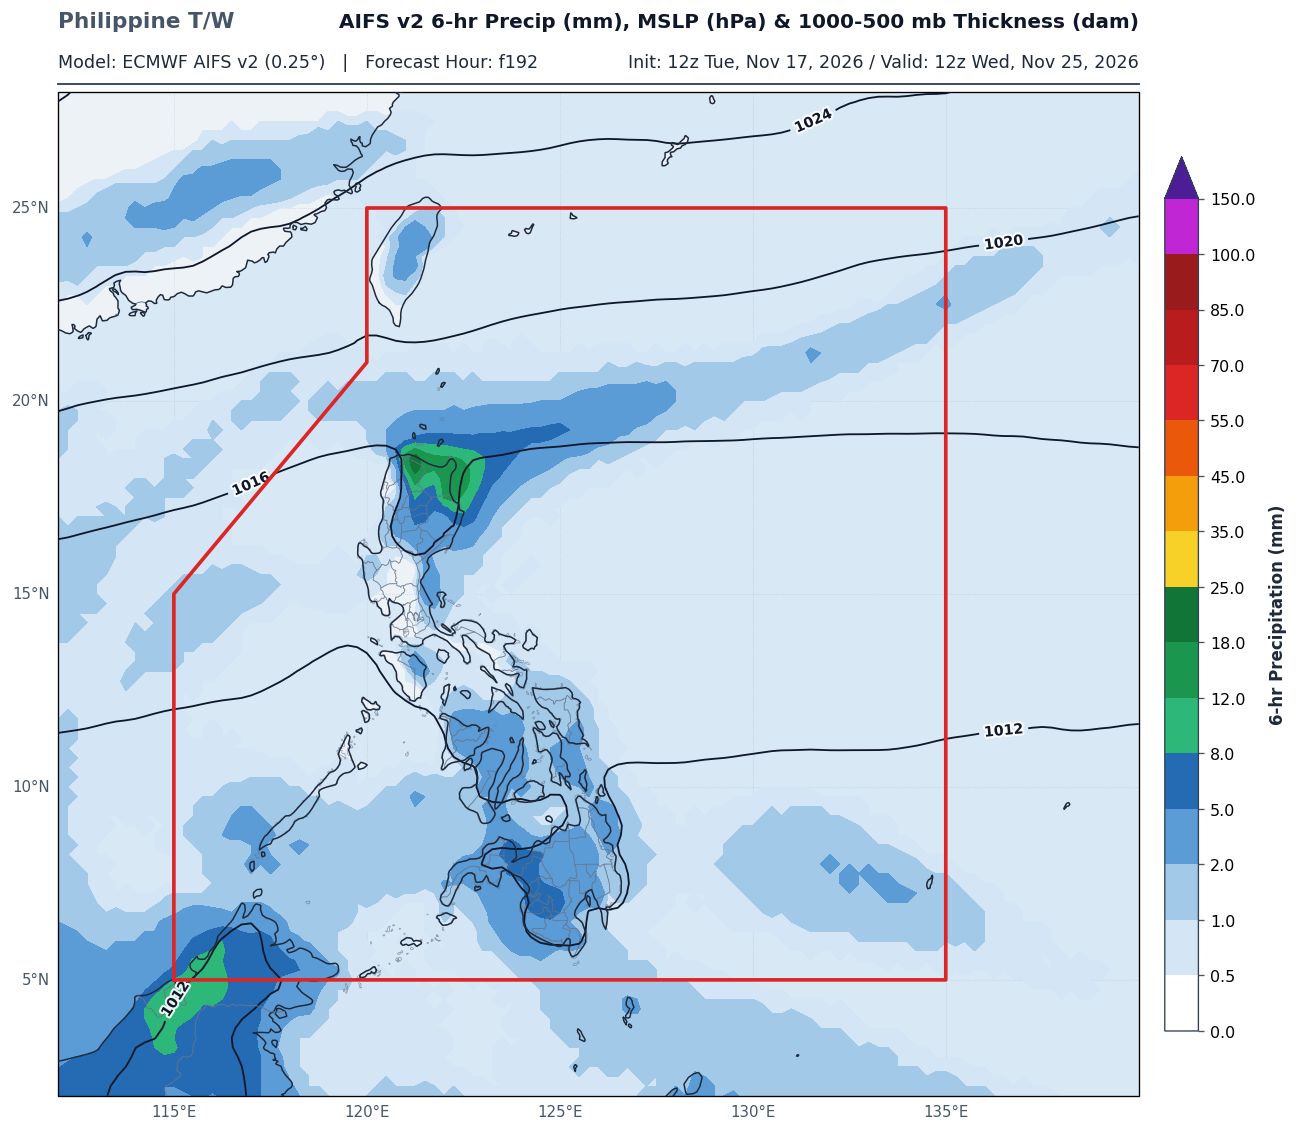 Philippine T/W
AIFS v2 6-hr Precip (mm), MSLP (hPa) & 1000-500 mb Thickness (dam)
Model: ECMWF AIFS v2 (0.25°) | Forecast Hour: f192
Init: 12z Tue, Nov 17, 2026 / Valid: 12z Wed, Nov 25, 2026
1024
150.0
25°N
1020
100.0
85.0
70.0
20°N
55.0
1016
45.0
35.0
15°N
25.0
18.0
12.0
1012
8.0
10°N
5.0
2.0
1.0
5°N
0.5
1012
0.0
6-hr Precipitation (mm)
115°E
120°E
125°E
130°E
135°E